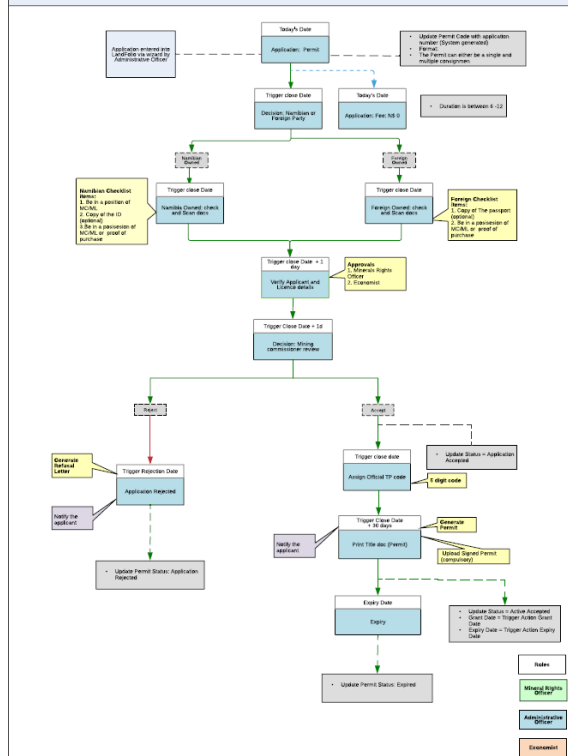 Today's Date
Application: Permit
Application entered into
LandFolio via wizard by
Administrative Officer
• Update Permit Code with application
number (System generated)
• Format
• The Permit can either be a single and
multiple consignmen
Trigger close Date
Decision: Namibian or
Foreign Party
Today's Date
Application: Fee: N$ 0
• Duration is between 6 -12
Namibian
Owned
Foreign
Owned
Namibian Checklist
Items:
1. Be in a position of
MC/ML
2. Copy of the ID
(optional)
3.Be in a possession of
MC/ML or proof of
purchase
Trigger close Date
Namibia Owned: check
and Scan docs
Trigger close Date
Foreign Owned: check
and Scan docs
Foreign Checklist
Items:
1. Copy of The passport
(optional)
2. Be in a possession of
MC/ML or proof of
purchase
Trigger close Date + 1
day
Verify Applicant and
Licence details
Approvals
1. Minerals Rights
Officer
2. Economist
Trigger Close Date + 1d
Decision: Mining
commissioner review
Reject
Accept
• Update Status = Application
Accepted
Generate
Refusal
Letter
Trigger Rejection Date
Application Rejected
Notify the
applicant
Trigger close date
Assign Official TP code
5 digit code
Trigger Close Date
+ 30 days
Print Title doc (Permit)
Notify the
applicant
Generate
Permit
Upload Signed Permit
(compulsory)
• Update Permit Status: Application
Rejected
Expiry Date
Expiry
• Update Status = Active Accepted
• Grant Date = Trigger Action Grant
Date
• Expiry Date = Trigger Action Expiry
Date
• Update Permit Status: Expired
Roles
Mineral Rights
Officer
Administrative
Officer
Economist